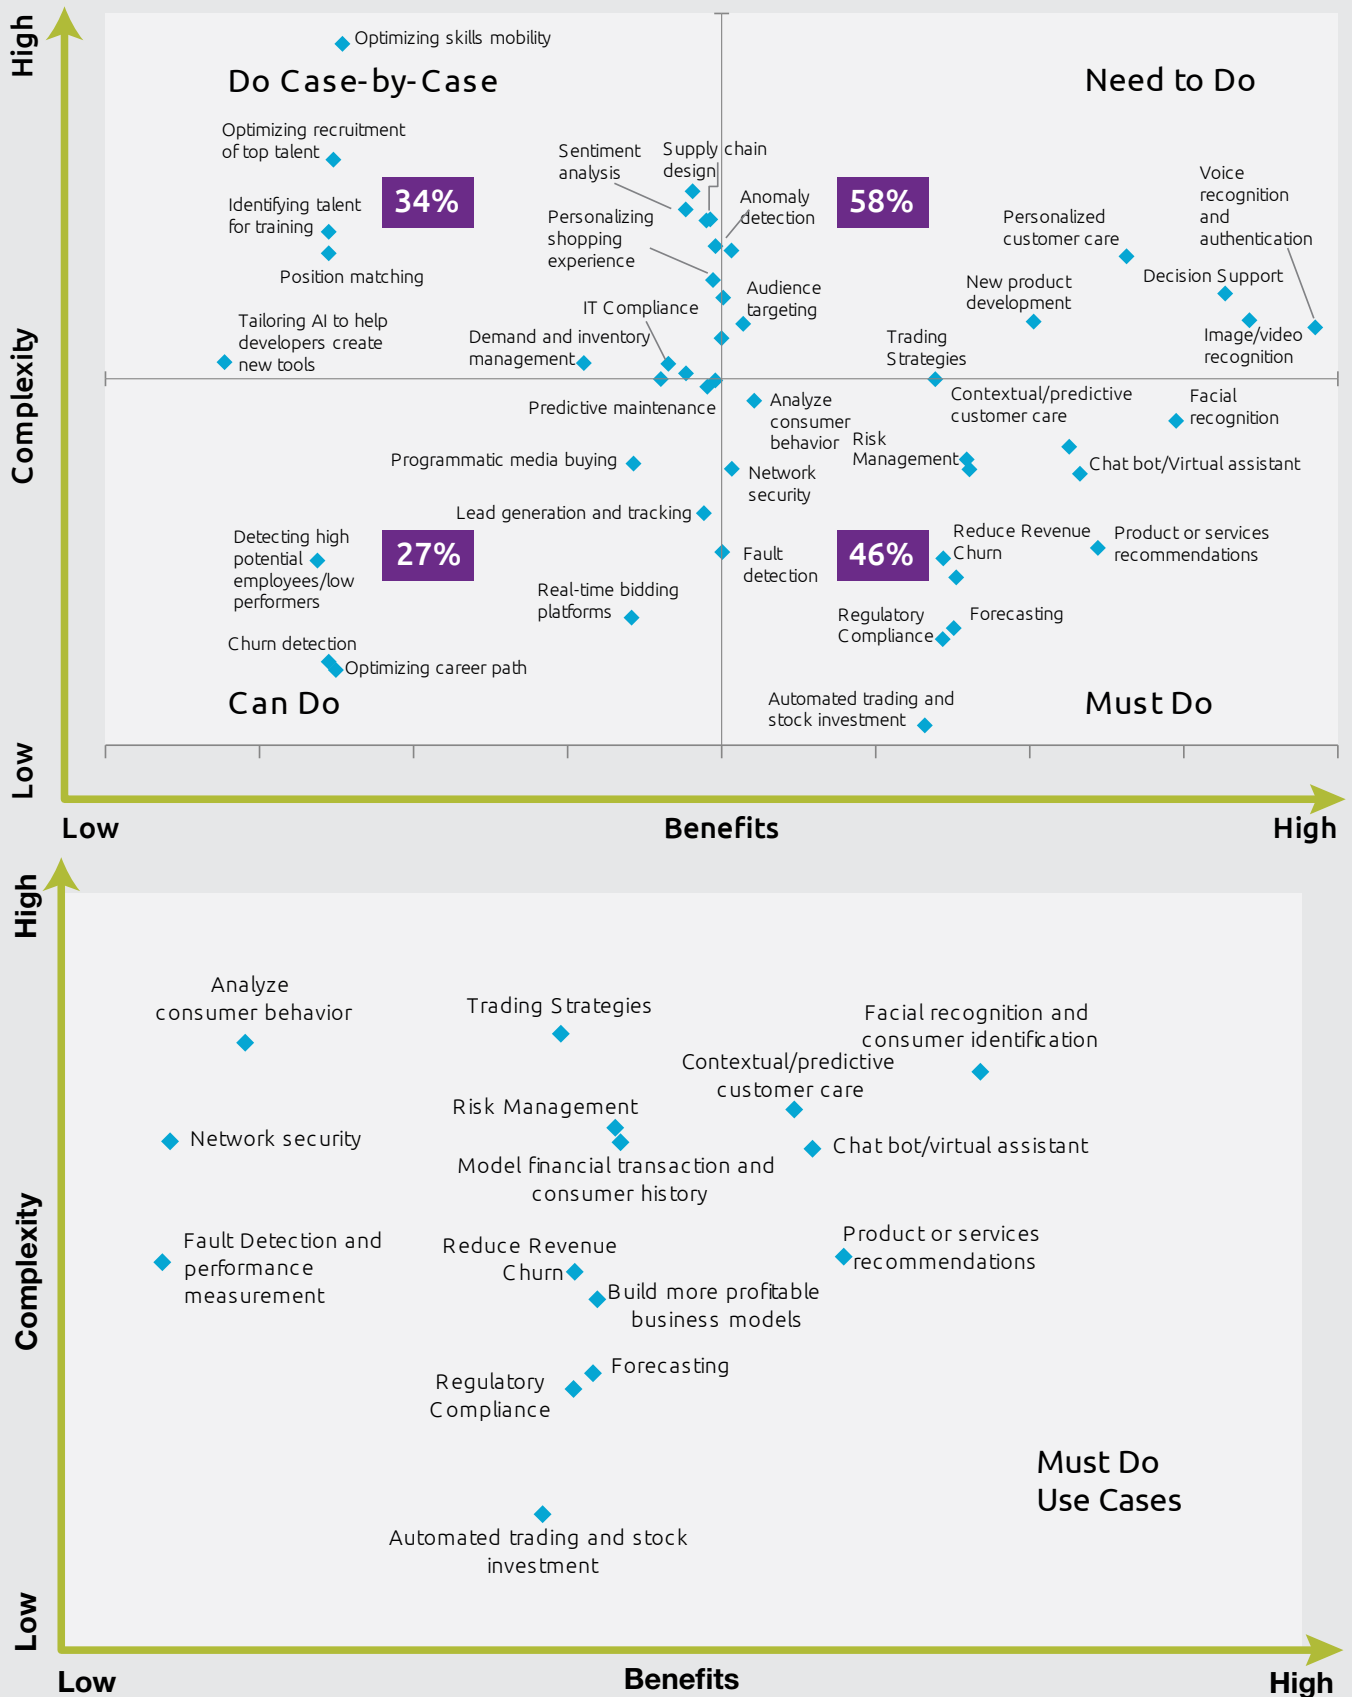 High
Optimizing skills mobility
Do Case-by-Case
Need to Do
Optimizing recruitment
of top talent
Sentiment
analysis
Supply chain
design
Voice
recognition
and
authentication
34%
58%
Identifying talent
for training
Personalizing
shopping
experience
Anomaly
detection
Personalized
customer care
Position matching
Decision Support
New product
development
Audience
targeting
IT Compliance
Tailoring AI to help
developers create
new tools
Demand and inventory
management
Trading
Strategies
Image/video
recognition
Complexity
Predictive maintenance
Analyze
consumer
behavior
Contextual/predictive
customer care
Facial
recognition
Programmatic media buying
Risk
Management
Chat bot/Virtual assistant
Network
security
Lead generation and tracking
Detecting high
potential
employees/low
performers
27%
46%
Fault
detection
Reduce Revenue
Churn
Product or services
recommendations
Real-time bidding
platforms
Regulatory
Compliance
Forecasting
Churn detection
Optimizing career path
Can Do
Automated trading and
stock investment
Must Do
Low
Low
Benefits
High
High
Analyze
consumer behavior
Trading Strategies
Facial recognition and
consumer identification
Contextual/predictive
customer care
Risk Management
Network security
Chat bot/virtual assistant
Model financial transaction and
consumer history
Complexity
Fault Detection and
performance
measurement
Reduce Revenue
Churn
Product or services
recommendations
Build more profitable
business models
Forecasting
Regulatory
Compliance
Must Do
Use Cases
Automated trading and stock
investment
Low
Low
Benefits
High